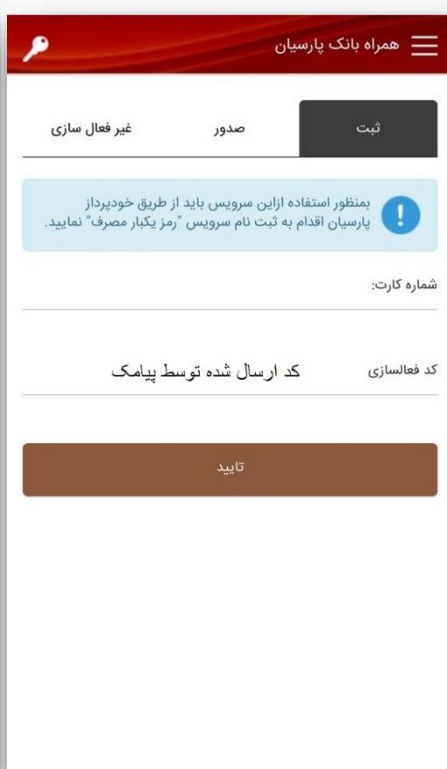 همراه بانک پارسیان
ثبت صدور غیر فعال سازی
بمنظور استفاده ازاین سرویس باید از طریق خودپرداز
پارسیان اقدام به ثبت نام سرویس "رمز یکبار مصرف" نمایید.
شماره کارت:
کد فعالسازی کد ارسال شده توسط پیامک
تایید